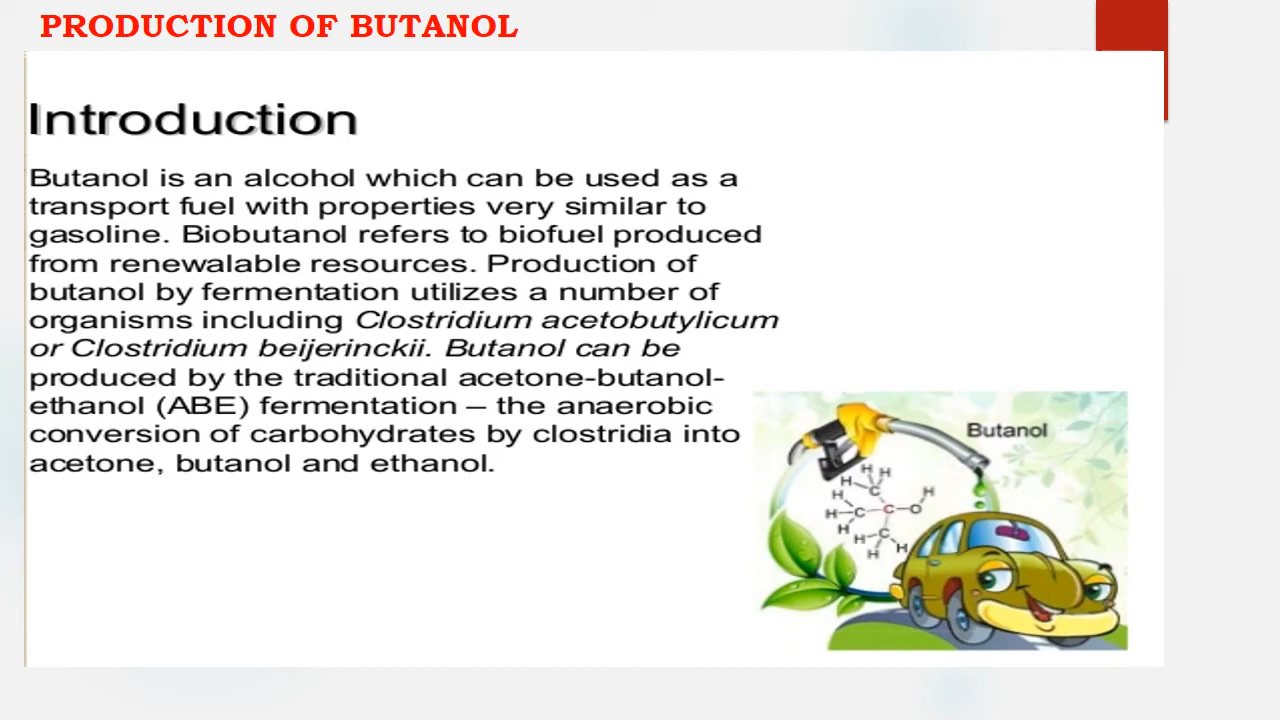 PRODUCTION OF BUTANOL
Introduction
Butanol is an alcohol which can be used as a
transport fuel with properties very similar to
gasoline. Biobutanol refers to biofuel produced
from renewalable resources. Production of
butanol by fermentation utilizes a number of
organisms including Clostridium acetobutylicum
or Clostridium beijerinckii. Butanol can be
produced by the traditional acetone-butanol-
ethanol (ABE) fermentation – the anaerobic
conversion of carbohydrates by clostridia into
acetone, butanol and ethanol.
Butanol
H H
H C
H H
H C C O
H H C
H H